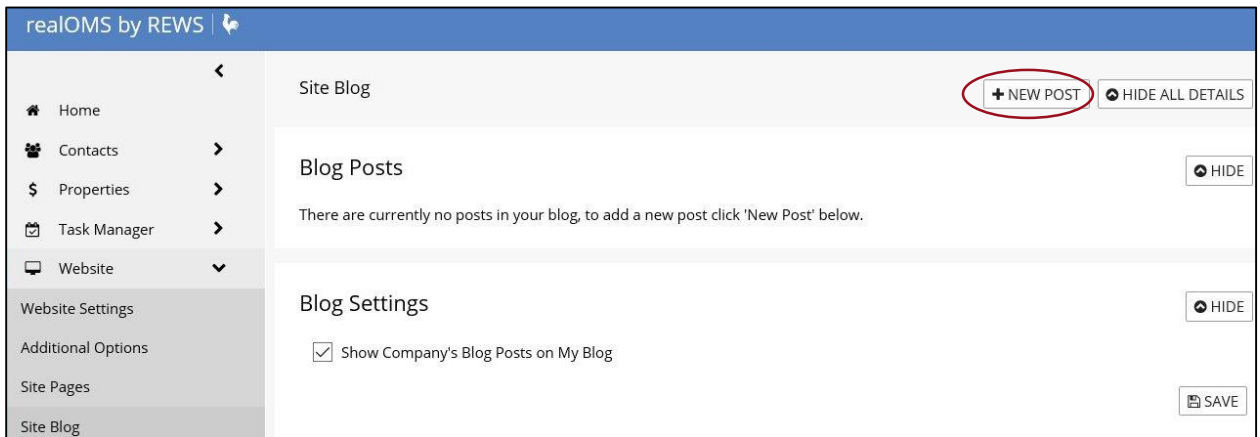 realOMS by REWS
Home
Contacts
$ Properties
Task Manager
Website
Website Settings
Additional Options
Site Pages
Site Blog
Site Blog
+ NEW POST
HIDE ALL DETAILS
Blog Posts
HIDE
There are currently no posts in your blog, to add a new post click 'New Post' below.
Blog Settings
HIDE
Show Company's Blog Posts on My Blog
SAVE